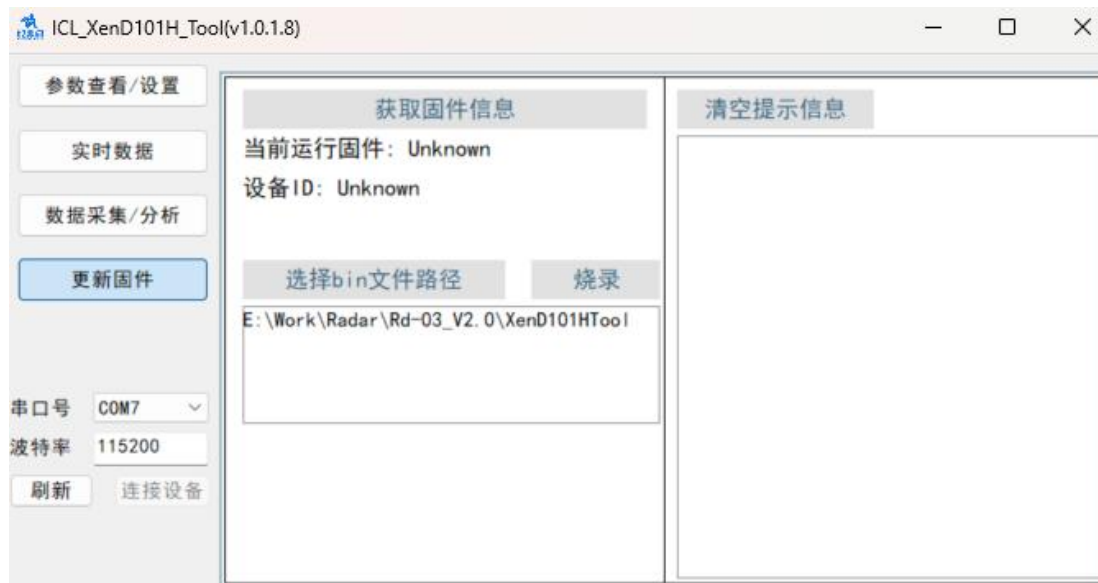 ICL_XenD101H_Tool(v1.0.1.8)
参数查看/设置
实时数据
数据采集/分析
更新固件
串口号 COM7
波特率 115200
刷新 连接设备
获取固件信息
当前运行固件: Unknown
设备ID: Unknown
选择bin文件路径 烧录
E:\Work\Radar\Rd-03_V2.0\XenD101HTool
清空提示信息